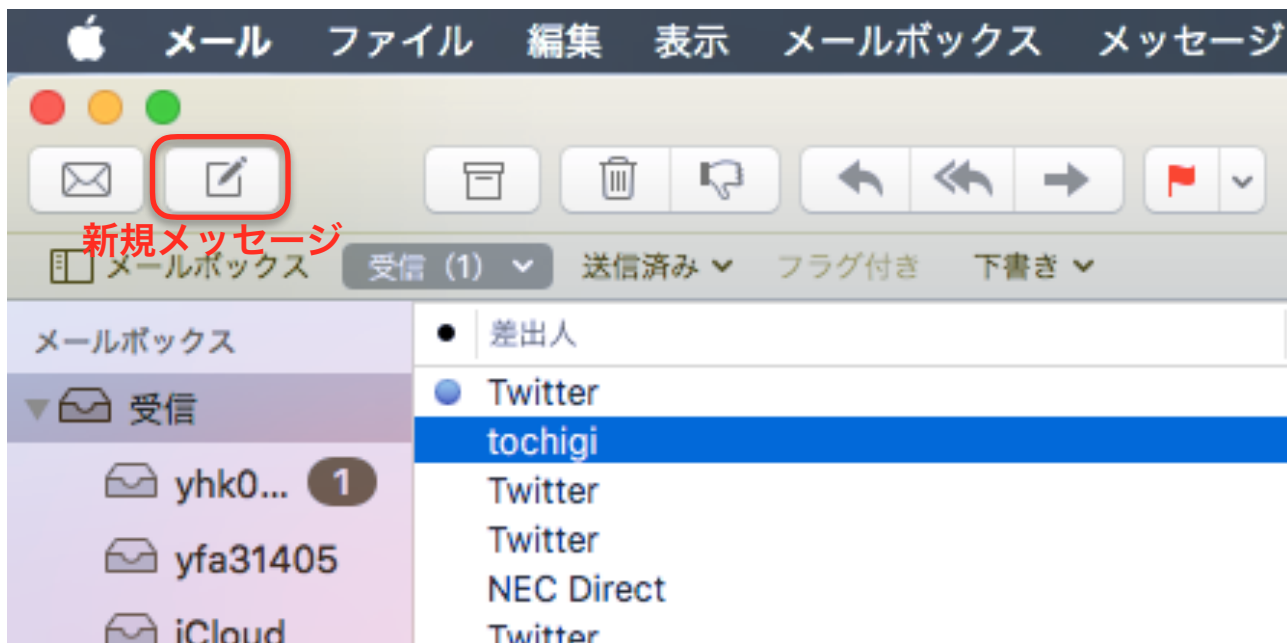 メール ファイル 編集 表示 メールボックス メッセージ
新規メッセージ
メールボックス 受信 (1) 送信済み フラグ付き 下書き
メールボックス
● 差出人
受信
Twitter
tochigi
yhk0... 1
Twitter
yfa31405
Twitter
NEC Direct
iCloud
Twitter